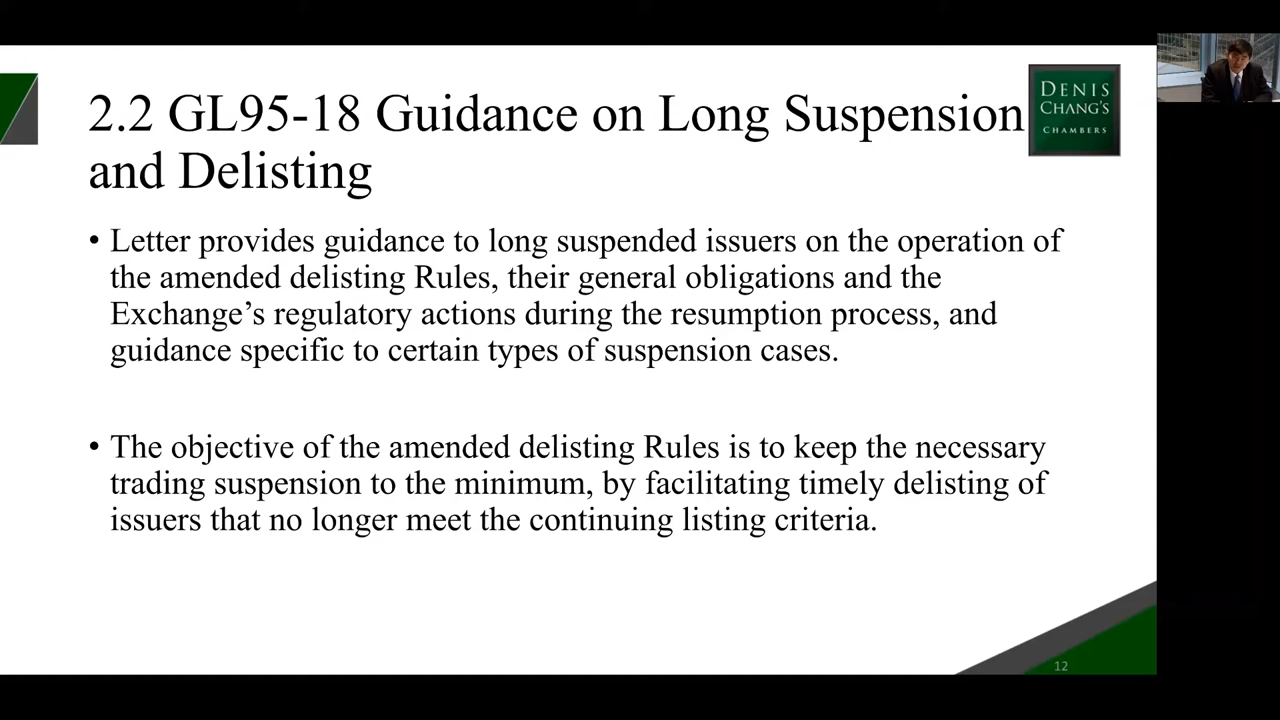 2.2 GL95-18 Guidance on Long Suspension
and Delisting
DENIS
CHANG'S
CHAMBERS
• Letter provides guidance to long suspended issuers on the operation of
the amended delisting Rules, their general obligations and the
Exchange’s regulatory actions during the resumption process, and
guidance specific to certain types of suspension cases.
• The objective of the amended delisting Rules is to keep the necessary
trading suspension to the minimum, by facilitating timely delisting of
issuers that no longer meet the continuing listing criteria.
12